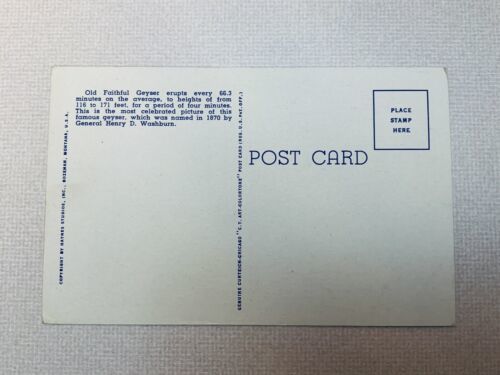 Old Faithful Geyser erupts every 66.3
minutes on the average, to heights of from
116 to 171 feet, for a period of four minutes.
This is the most celebrated picture of this
famous geyser, which was named in 1870 by
General Henry D. Washburn.
COPYRIGHT BY HAYNES STUDIOS, INC., BOZEMAN, MONTANA, U.S.A.
GENUINE CURTEICH-CHICAGO "C.T. ART-COLORTONE" POST CARD (REG. U.S. PAT. OFF.)
POST CARD
PLACE
STAMP
HERE